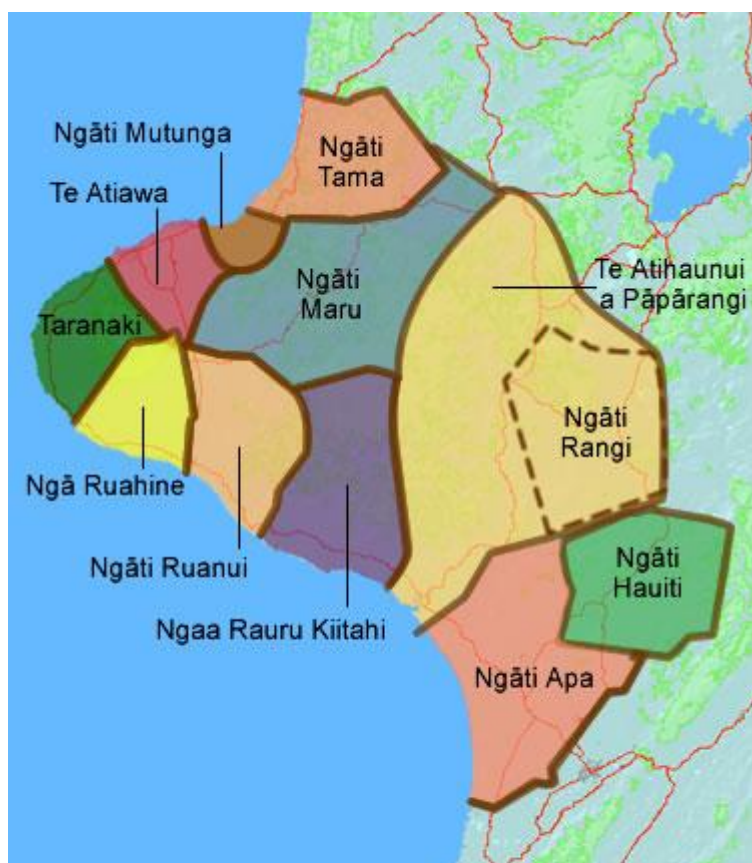 Ngāti Mutunga
Ngāti
Tama
Te Atiawa
Ngāti
Maru
Te Atihaunui
a Pāpārangi
Taranaki
Ngāti
Rangi
Ngā Ruahine
Ngāti Ruanui
Ngāti
Hauiti
Ngaa Rauru Kiitahi
Ngāti Apa